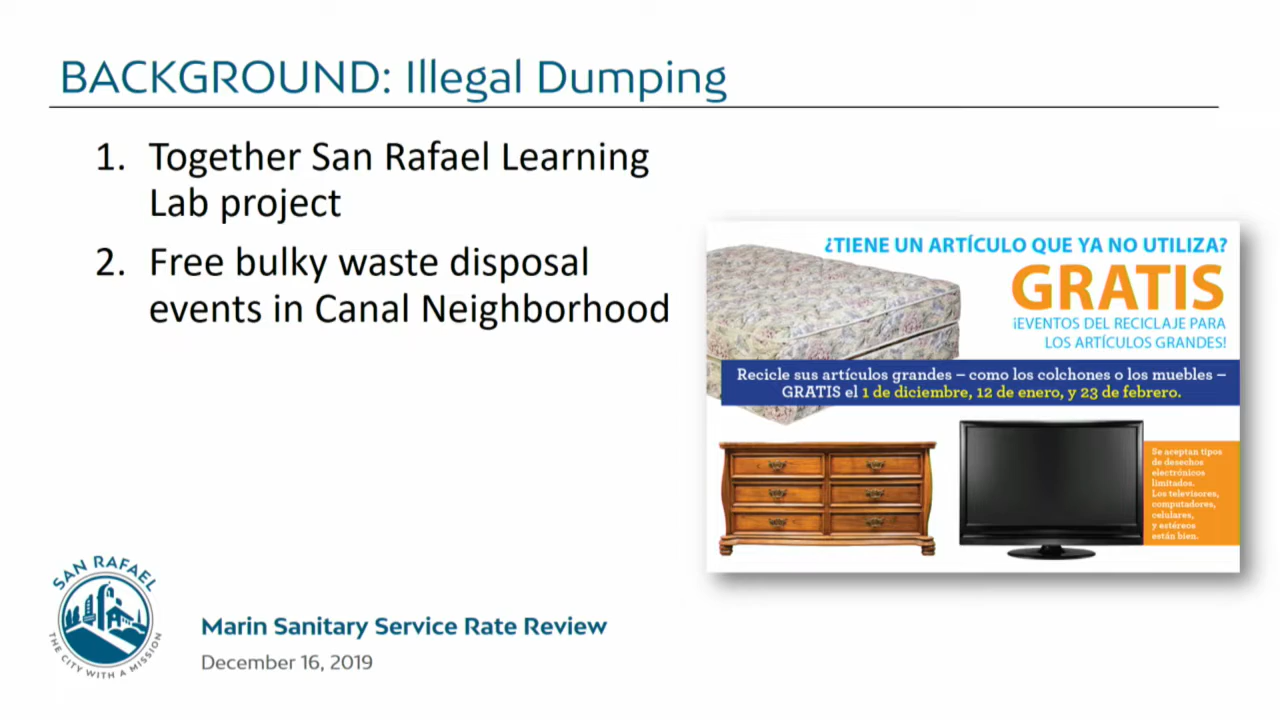 BACKGROUND: Illegal Dumping
1. Together San Rafael Learning
Lab project
2. Free bulky waste disposal
events in Canal Neighborhood
¿TIENE UN ARTÍCULO QUE YA NO UTILIZA?
GRATIS
¡EVENTOS DEL RECICLAJE PARA
LOS ARTÍCULOS GRANDES!
Recicle sus artículos grandes – como los colchones o los muebles –
GRATIS el 1 de diciembre, 12 de enero, y 23 de febrero.
Se aceptan tipos
de desechos
electrónicos
limitados.
Los televisores,
computadores,
celulares,
y estéreos
están bien.
SAN RAFAEL
THE CITY WITH A MISSION
Marin Sanitary Service Rate Review
December 16, 2019